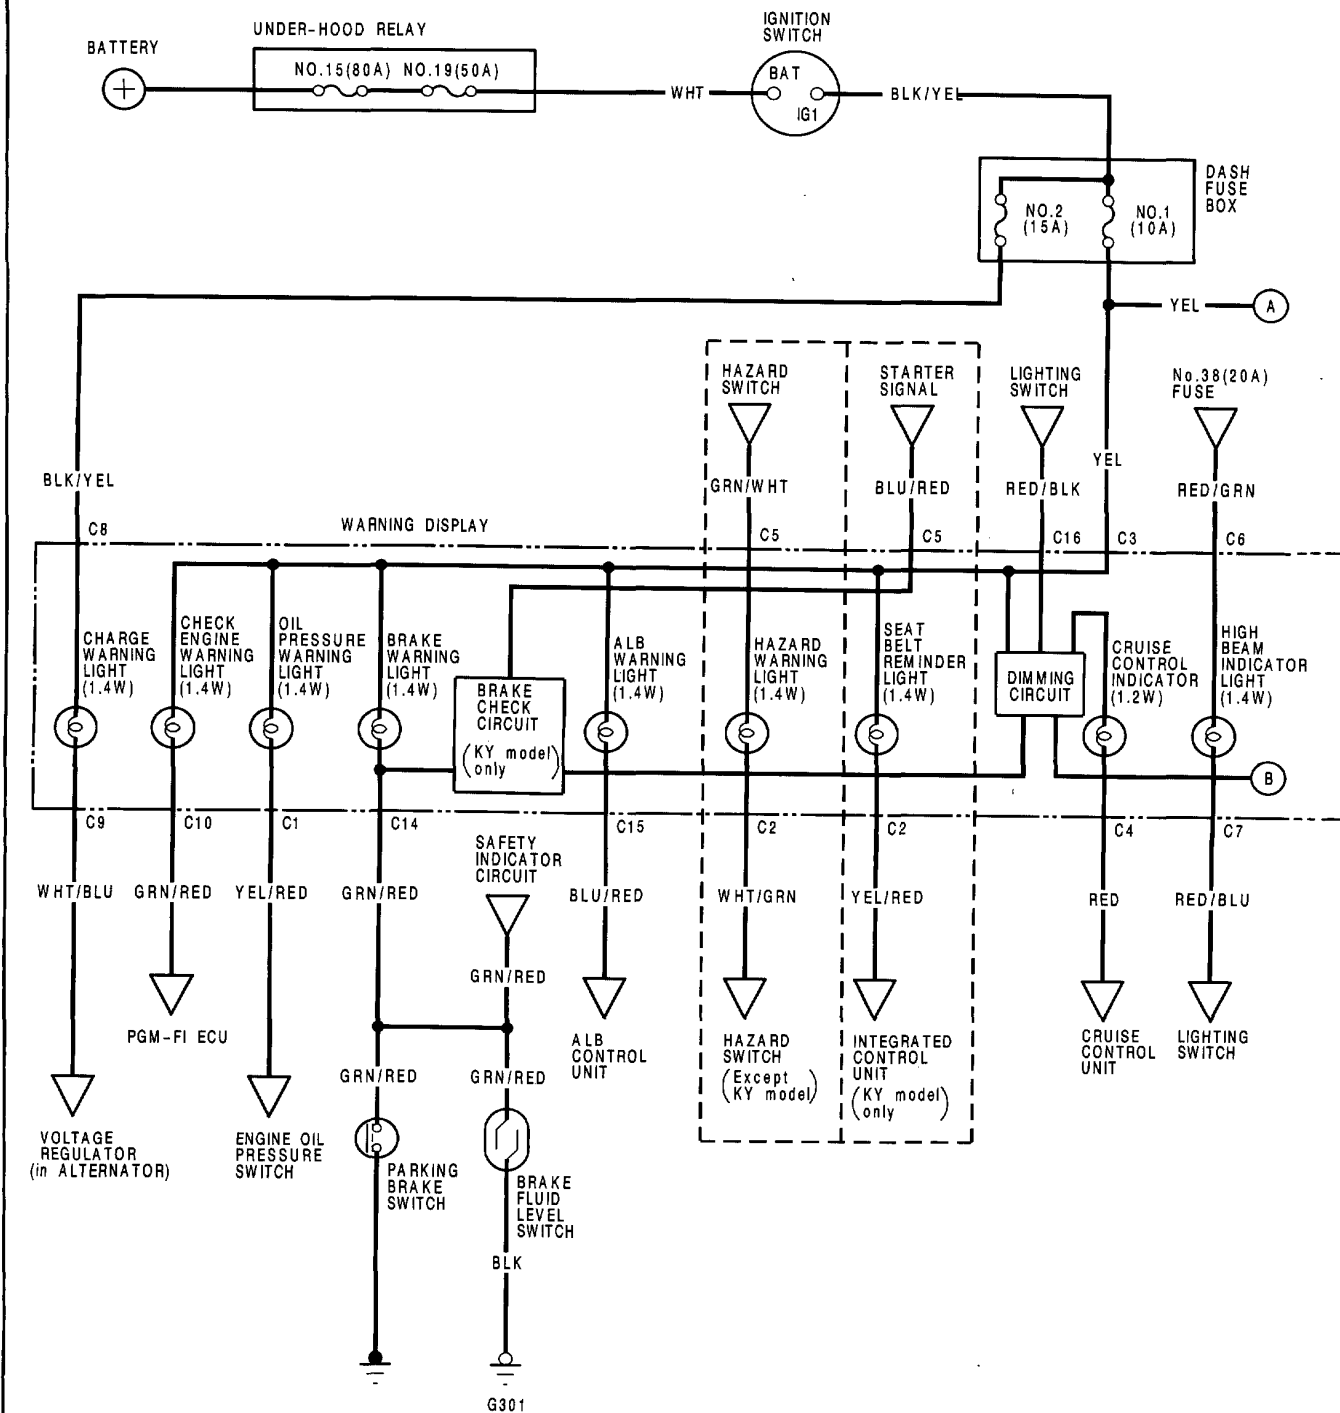 UNDER-HOOD RELAY
IGNITION
SWITCH
BATTERY
+
NO.15(80A) NO.19(50A)
WHT
BAT
IG1
BLK/YEL
DASH
FUSE
BOX
NO.2
(15A)
NO.1
(10A)
YEL
A
HAZARD
SWITCH
STARTER
SIGNAL
LIGHTING
SWITCH
No.38(20A)
FUSE
BLK/YEL
GRN/WHT
BLU/RED
RED/BLK
YEL
RED/GRN
C8
WARNING DISPLAY
C5
C5
C16
C3
C6
CHARGE
WARNING
LIGHT
(1.4W)
CHECK
ENGINE
WARNING
LIGHT
(1.4W)
OIL
PRESSURE
WARNING
LIGHT
(1.4W)
BRAKE
WARNING
LIGHT
(1.4W)
BRAKE
CHECK
CIRCUIT
(KY model
only)
ALB
WARNING
LIGHT
(1.4W)
HAZARD
WARNING
LIGHT
(1.4W)
SEAT
BELT
REMINDER
LIGHT
(1.4W)
DIMMING
CIRCUIT
CRUISE
CONTROL
INDICATOR
(1.2W)
HIGH
BEAM
INDICATOR
LIGHT
(1.4W)
B
C9
C10
C1
C14
C15
C2
C2
C4
C7
SAFETY
INDICATOR
CIRCUIT
WHT/BLU
GRN/RED
YEL/RED
GRN/RED
BLU/RED
WHT/GRN
YEL/RED
RED
RED/BLU
GRN/RED
PGM-FI ECU
ALB
CONTROL
UNIT
HAZARD
SWITCH
(Except
KY model)
INTEGRATED
CONTROL
UNIT
(KY model
only)
CRUISE
CONTROL
UNIT
LIGHTING
SWITCH
GRN/RED
GRN/RED
VOLTAGE
REGULATOR
(in ALTERNATOR)
ENGINE OIL
PRESSURE
SWITCH
PARKING
BRAKE
SWITCH
BRAKE
FLUID
LEVEL
SWITCH
BLK
G301